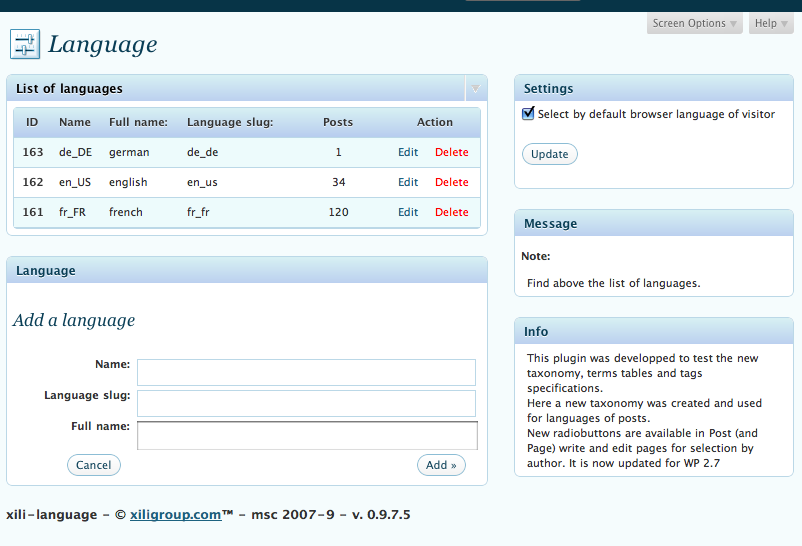 Screen Options
Help
Language
List of languages
ID Name Full name: Language slug: Posts Action
163 de_DE german de_de 1 Edit Delete
162 en_US english en_us 34 Edit Delete
161 fr_FR french fr_fr 120 Edit Delete
Language
Add a language
Name:
Language slug:
Full name:
Cancel Add »
Settings
Select by default browser language of visitor
Update
Message
Note:
Find above the list of languages.
Info
This plugin was developped to test the new
taxonomy, terms tables and tags
specifications.
Here a new taxonomy was created and used
for languages of posts.
New radiobuttons are available in Post (and
Page) write and edit pages for selection by
author. It is now updated for WP 2.7
xili-language - © xiligroup.com™ - msc 2007-9 - v. 0.9.7.5